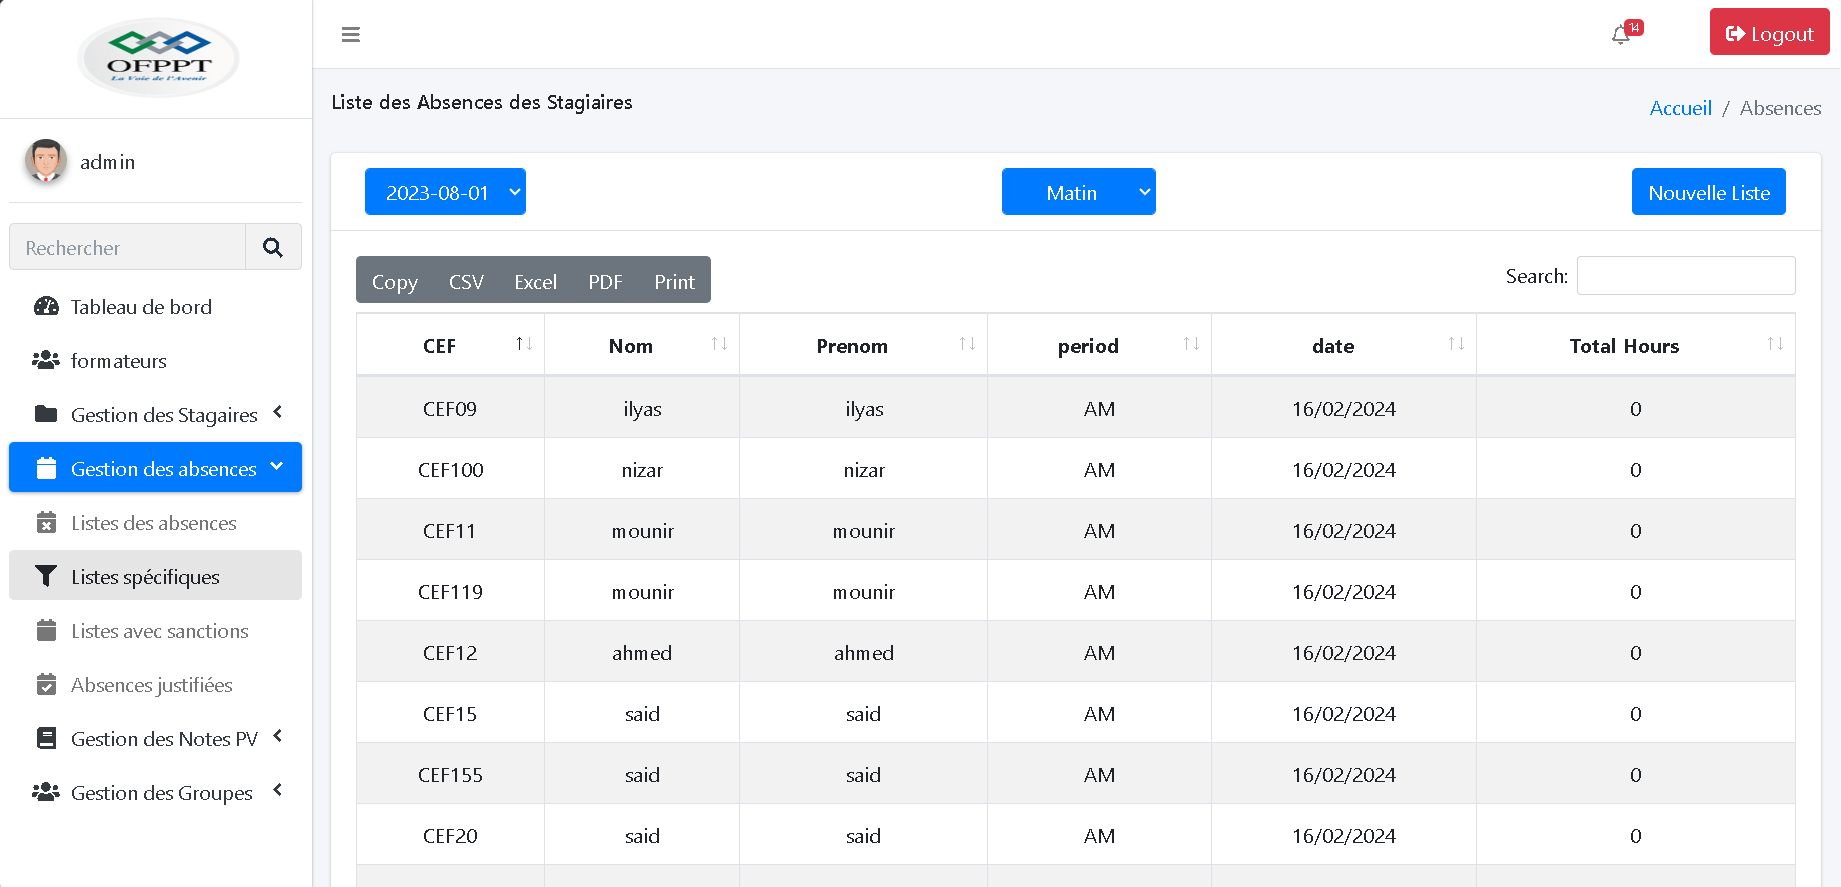 OFPPT
La Voie de l'Avenir
14
Logout
admin
Rechercher
Tableau de bord
formateurs
Gestion des Stagaires
Gestion des absences
Listes des absences
Listes spécifiques
Listes avec sanctions
Absences justifiées
Gestion des Notes PV
Gestion des Groupes
Liste des Absences des Stagiaires
Accueil / Absences
2023-08-01 Matin Nouvelle Liste
Copy CSV Excel PDF Print
Search:
CEF Nom Prenom period date Total Hours
CEF09 ilyas ilyas AM 16/02/2024 0
CEF100 nizar nizar AM 16/02/2024 0
CEF11 mounir mounir AM 16/02/2024 0
CEF119 mounir mounir AM 16/02/2024 0
CEF12 ahmed ahmed AM 16/02/2024 0
CEF15 said said AM 16/02/2024 0
CEF155 said said AM 16/02/2024 0
CEF20 said said AM 16/02/2024 0